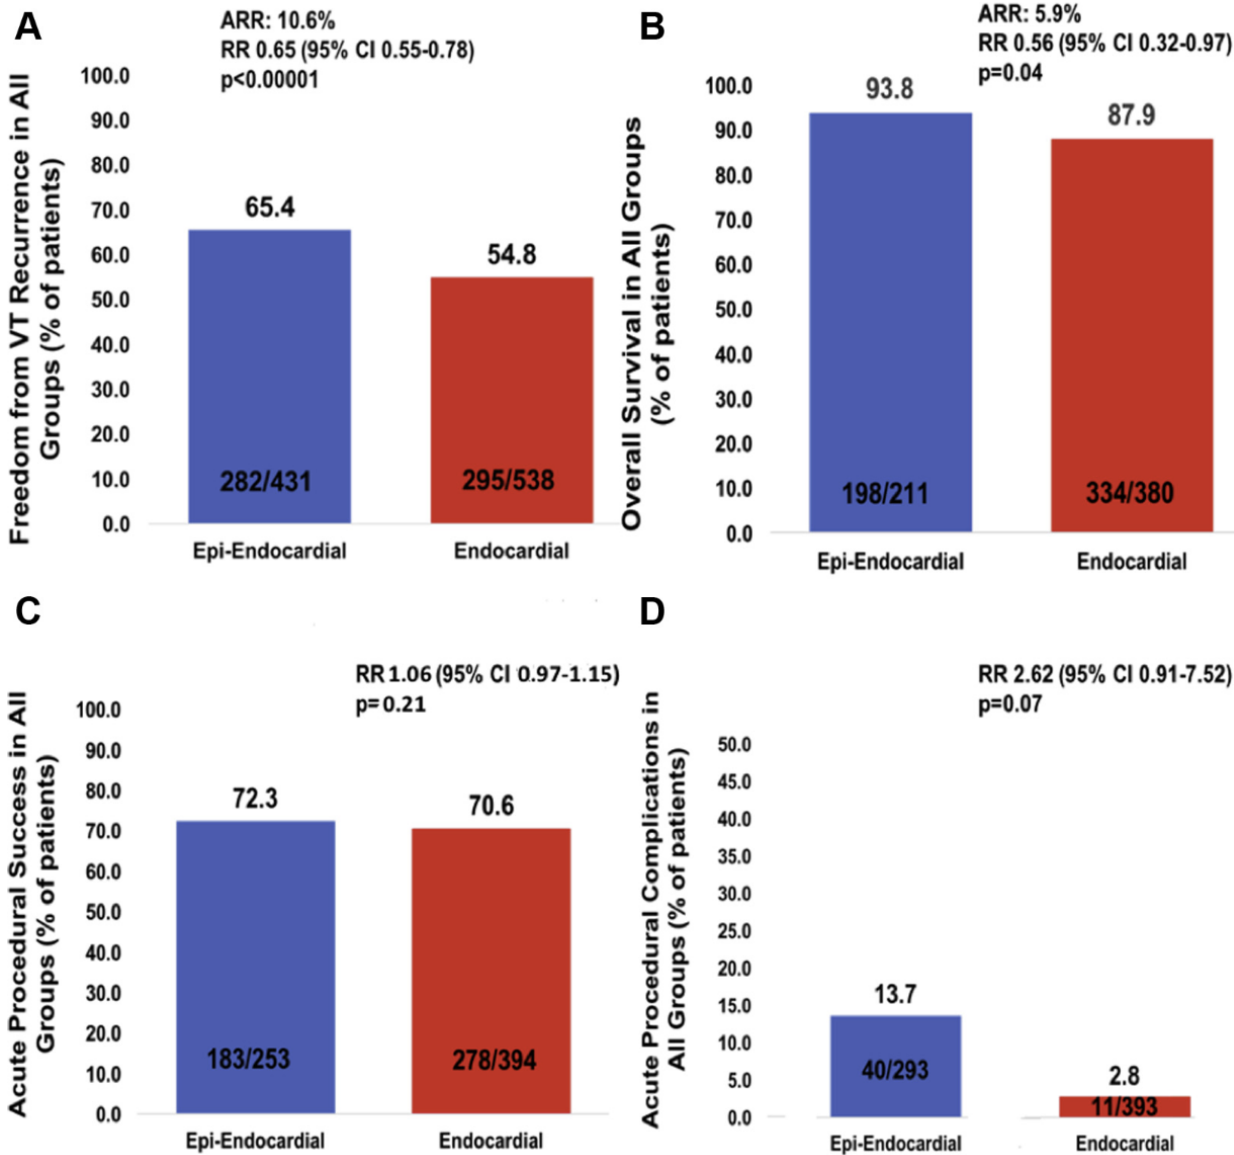 A
ARR: 10.6%
RR 0.65 (95% CI 0.55-0.78)
p<0.00001
Freedom from VT Recurrence in All
Groups (% of patients)
100.0
90.0
80.0
70.0
60.0
50.0
40.0
30.0
20.0
10.0
0.0
65.4
54.8
282/431
295/538
Epi-Endocardial
Endocardial
B
ARR: 5.9%
RR 0.56 (95% CI 0.32-0.97)
p=0.04
Overall Survival in All Groups
(% of patients)
100.0
90.0
80.0
70.0
60.0
50.0
40.0
30.0
20.0
10.0
0.0
93.8
87.9
198/211
334/380
Epi-Endocardial
Endocardial
C
RR 1.06 (95% CI 0.97-1.15)
p= 0.21
Acute Procedural Success in All
Groups (% of patients)
100.0
90.0
80.0
70.0
60.0
50.0
40.0
30.0
20.0
10.0
0.0
72.3
70.6
183/253
278/394
Epi-Endocardial
Endocardial
D
RR 2.62 (95% CI 0.91-7.52)
p=0.07
Acute Procedural Complications in
All Groups (% of patients)
50.0
45.0
40.0
35.0
30.0
25.0
20.0
15.0
10.0
5.0
0.0
13.7
2.8
40/293
11/393
Epi-Endocardial
Endocardial